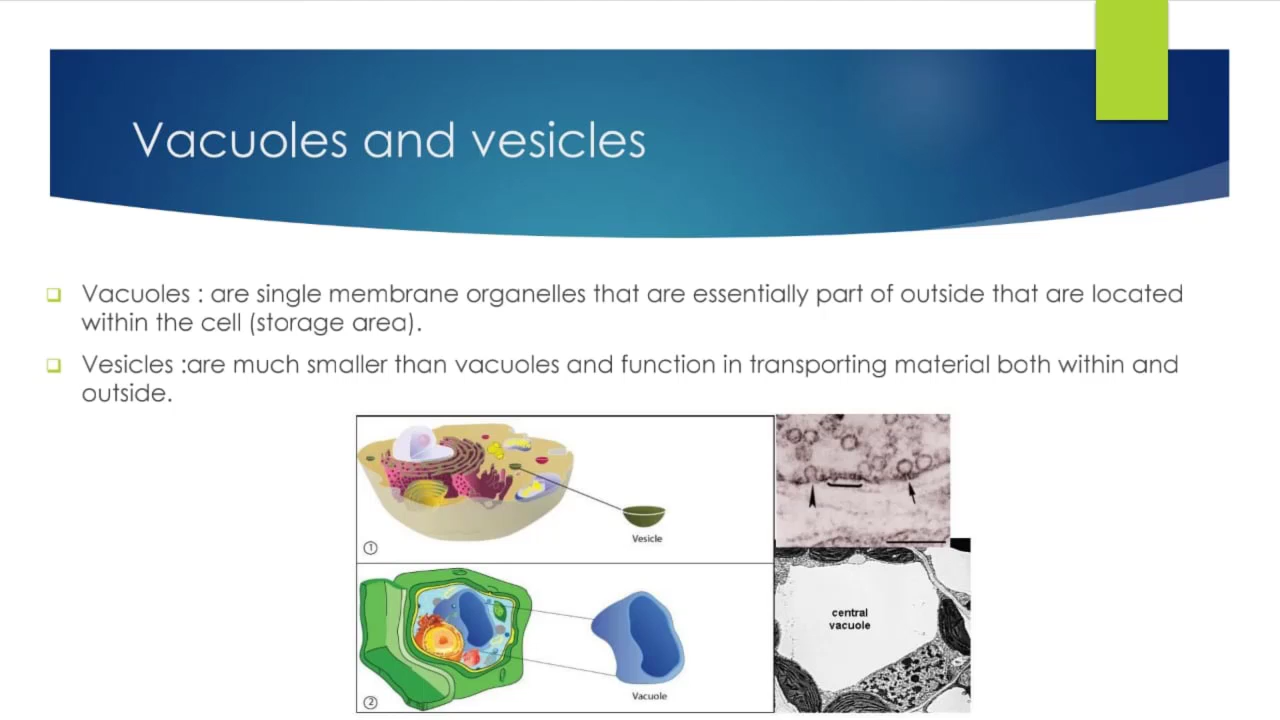 Vacuoles and vesicles
Vacuoles : are single membrane organelles that are essentially part of outside that are located
within the cell (storage area).
Vesicles :are much smaller than vacuoles and function in transporting material both within and
outside.
Vesicle
1
central
vacuole
Vacuole
2